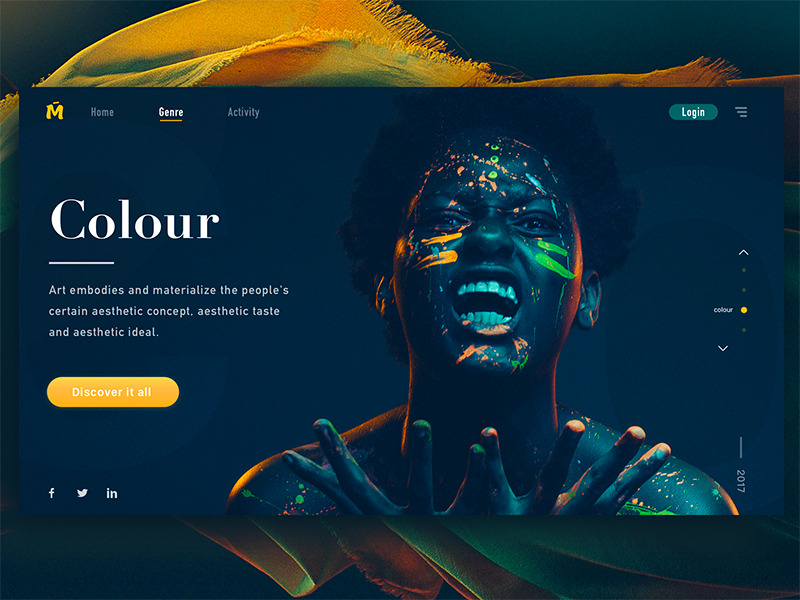 M̄ Home Genre Activity Login
Colour
Art embodies and materialize the people's
certain aesthetic concept, aesthetic taste
and aesthetic ideal.
Discover it all
colour
2017
f in